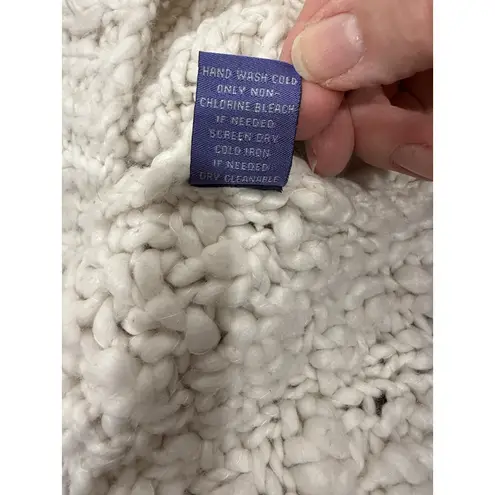 HAND WASH COLD
ONLY NON-
CHLORINE BLEACH
IF NEEDED
SCREEN DRY
COLD IRON
IF NEEDED
DRY CLEANABLE